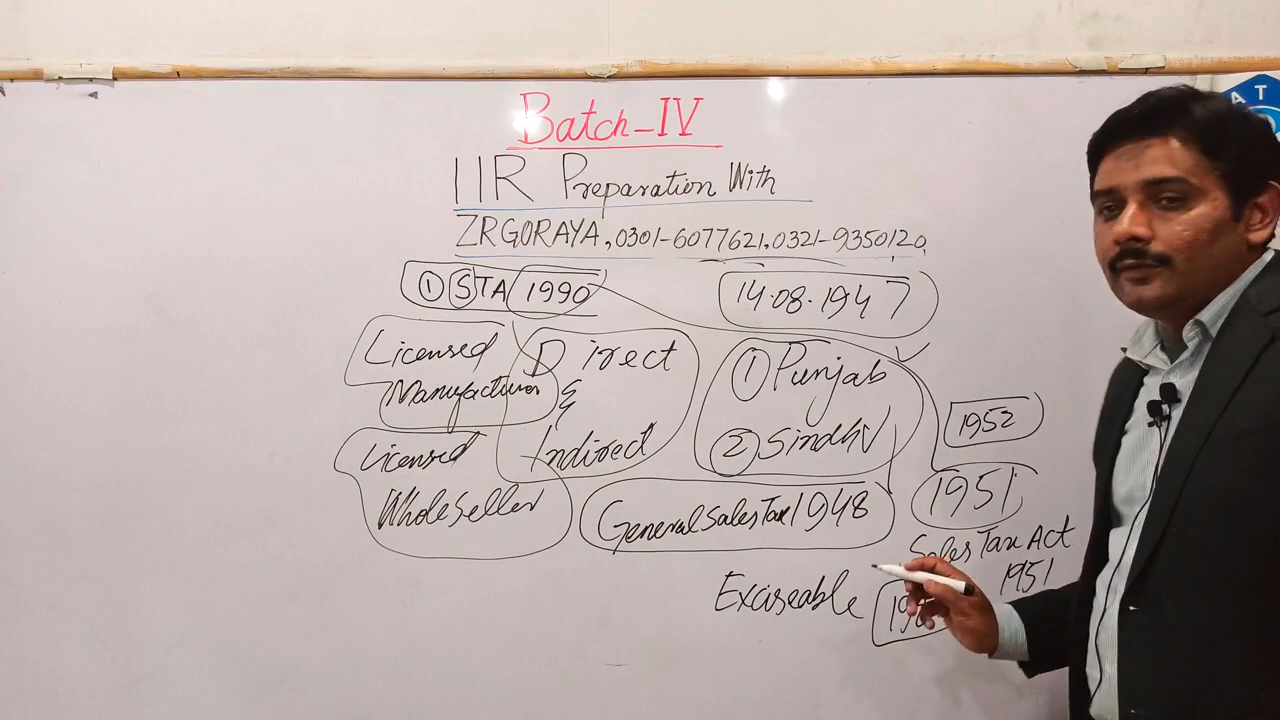 Batch-IV
IIR Preparation With
ZRGORAYA, 0301-6077621, 0321-9350120
① STA 1990
14.08.1947
Licensed
Manufacturer
Direct
&
Indirect
① Punjab
② Sindh
1952
Licensed
WholeSeller
General Sales Tax 1948
1951
Sales Tax Act
1951
Exciseable
A T